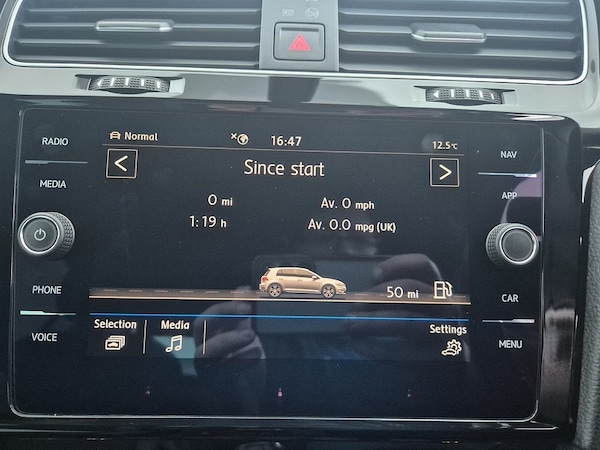 RADIO
MEDIA
PHONE
VOICE
Normal 16:47 12.5°C
Since start
0 mi Av. 0 mph
1:19 h Av. 0.0 mpg (UK)
50 mi
Selection Media Settings
NAV
APP
CAR
MENU